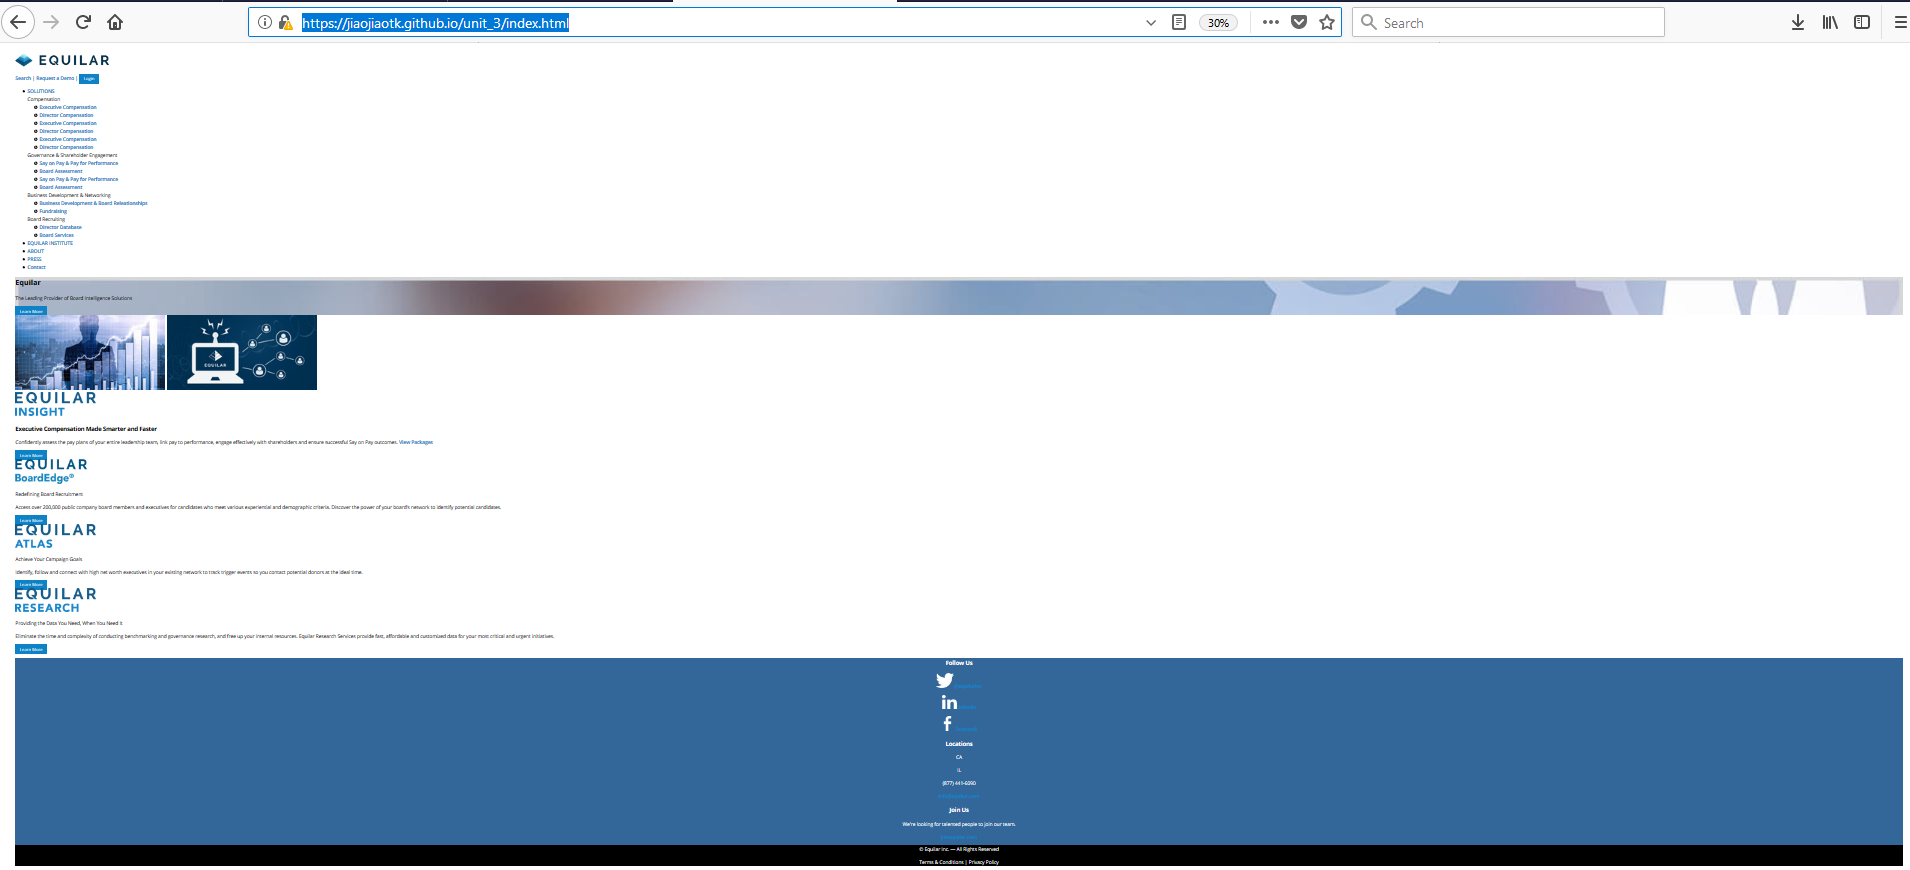 https://jiaojiaotk.github.io/unit_3/index.html
30%
Search
EQUILAR
Search | Request a Demo | Login
SOLUTIONS
Compensation
Executive Compensation
Director Compensation
Executive Compensation
Director Compensation
Executive Compensation
Director Compensation
Governance & Shareholder Engagement
Say on Pay & Pay for Performance
Board Assessment
Say on Pay & Pay for Performance
Board Assessment
Business Development & Networking
Business Development & Board Releationships
Fundraising
Board Recruiting
Director Database
Board Services
EQUILAR INSTITUTE
ABOUT
PRESS
Contact
Equilar
The Leading Provider of Board Intelligence Solutions
Learn More
EQUILAR
EQUILAR
INSIGHT
Executive Compensation Made Smarter and Faster
Confidently assess the pay plans of your entire leadership team, link pay to performance, engage effectively with shareholders and ensure successful Say on Pay outcomes. View Packages
Learn More
EQUILAR
BoardEdge®
Redefining Board Recruitment
Access over 200,000 public company board members and executives for candidates who meet various experiential and demographic criteria. Discover the power of your board's network to identify potential candidates.
Learn More
EQUILAR
ATLAS
Achieve Your Campaign Goals
Identify, follow and connect with high net worth executives in your existing network to track trigger events so you contact potential donors at the ideal time.
Learn More
EQUILAR
RESEARCH
Providing the Data You Need, When You Need It
Eliminate the time and complexity of conducting benchmarking and governance research, and free up your internal resources. Equilar Research Services provide fast, affordable and customized data for your most critical and urgent initiatives.
Learn More
Follow Us
Locations
CA
IL
(877) 441-6090
Join Us
We're looking for talented people to join our team.
© Equilar Inc. — All Rights Reserved
Terms & Conditions | Privacy Policy